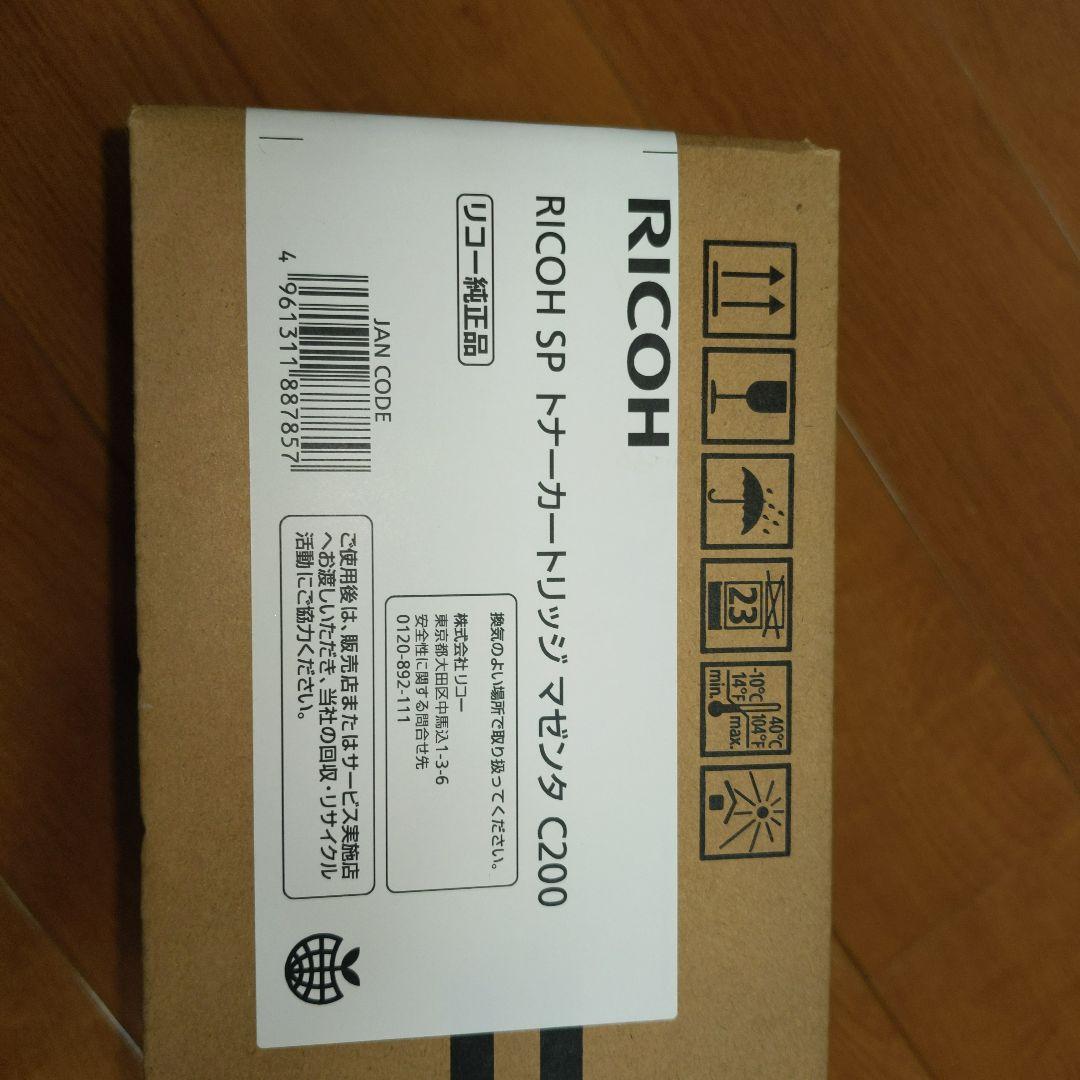 RICOH
RICOH SP トナーカートリッジ マゼンタ C200
リコー純正品
換気のよい場所で取り扱ってください。
株式会社リコー
東京都大田区中馬込1-3-6
安全性に関する問合せ先
0120-892-111
JAN CODE
4 961311 887857
ご使用後は、販売店またはサービス実施店
へお渡しいただき、当社の回収・リサイクル
活動にご協力ください。
23
-10°C
14°F
min.
40°C
104°F
max.